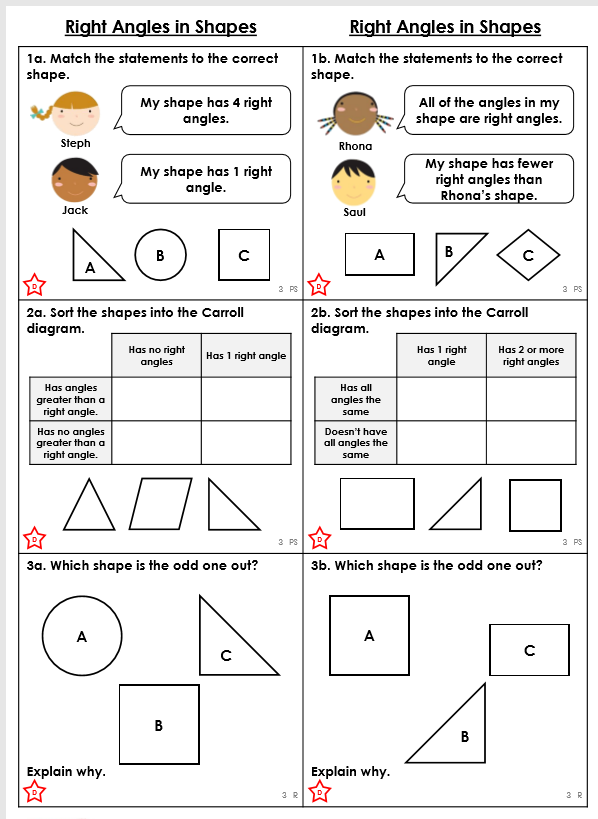 Right Angles in Shapes
Right Angles in Shapes
1a. Match the statements to the correct
shape.
My shape has 4 right
angles.
Steph
My shape has 1 right
angle.
Jack
A
B
C
D
3 PS
1b. Match the statements to the correct
shape.
All of the angles in my
shape are right angles.
Rhona
My shape has fewer
right angles than
Rhona's shape.
Saul
A
B
C
D
3 PS
2a. Sort the shapes into the Carroll
diagram.
Has no right
angles
Has 1 right angle
Has angles
greater than a
right angle.
Has no angles
greater than a
right angle.
D
3 PS
2b. Sort the shapes into the Carroll
diagram.
Has 1 right
angle
Has 2 or more
right angles
Has all
angles the
same
Doesn't have
all angles the
same
D
3 PS
3a. Which shape is the odd one out?
A
C
B
Explain why.
D
3 R
3b. Which shape is the odd one out?
A
C
B
Explain why.
D
3 R